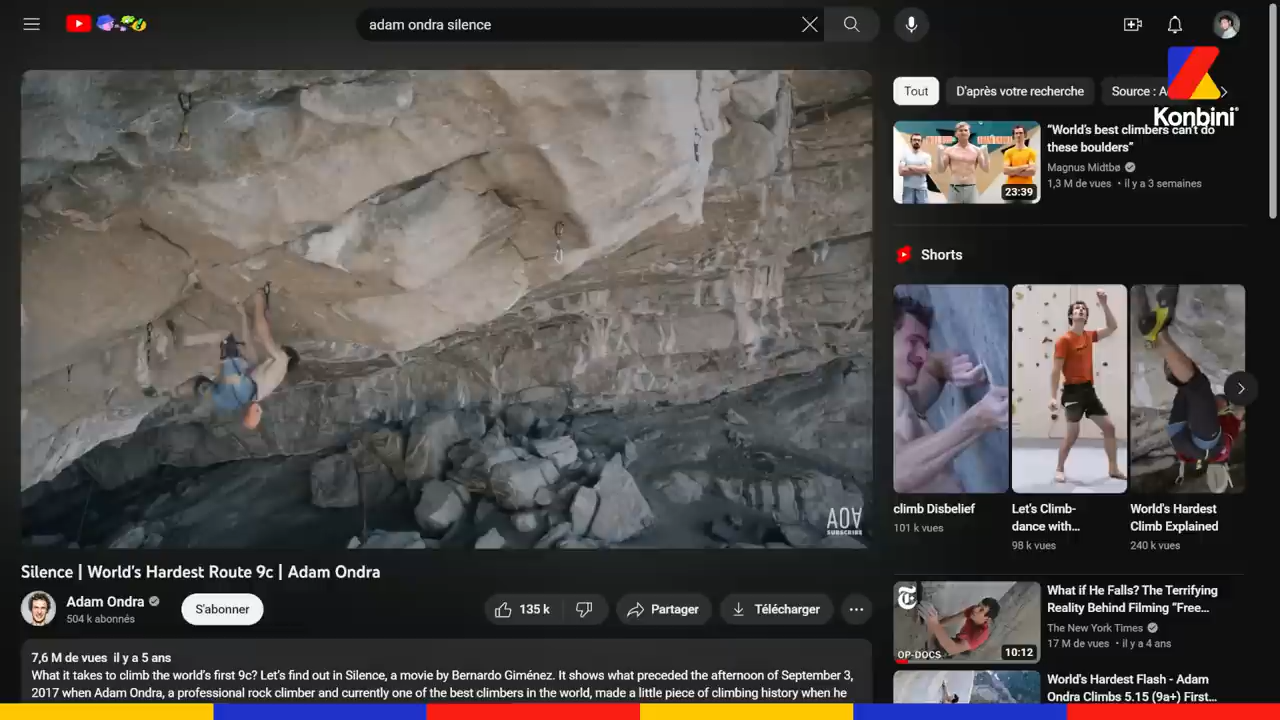 adam ondra silence
Tout
D'après votre recherche
Source : A
Konbini
"World's best climbers can't do
these boulders"
Magnus Midtbø
1,3 M de vues • il y a 3 semaines
23:39
Shorts
climb Disbelief
101 k vues
Let's Climb-
dance with...
98 k vues
World's Hardest
Climb Explained
240 k vues
AOA
SUBSCRIBE
Silence | World's Hardest Route 9c | Adam Ondra
Adam Ondra
504 k abonnés
S'abonner
135 k
Partager
Télécharger
7,6 M de vues il y a 5 ans
What it takes to climb the world's first 9c? Let's find out in Silence, a movie by Bernardo Giménez. It shows what preceded the afternoon of September 3,
2017 when Adam Ondra, a professional rock climber and currently one of the best climbers in the world, made a little piece of climbing history when he
OP-DOCS
10:12
What if He Falls? The Terrifying
Reality Behind Filming "Free...
The New York Times
17 M de vues • il y a 4 ans
World's Hardest Flash - Adam
Ondra Climbs 5.15 (9a+) First...